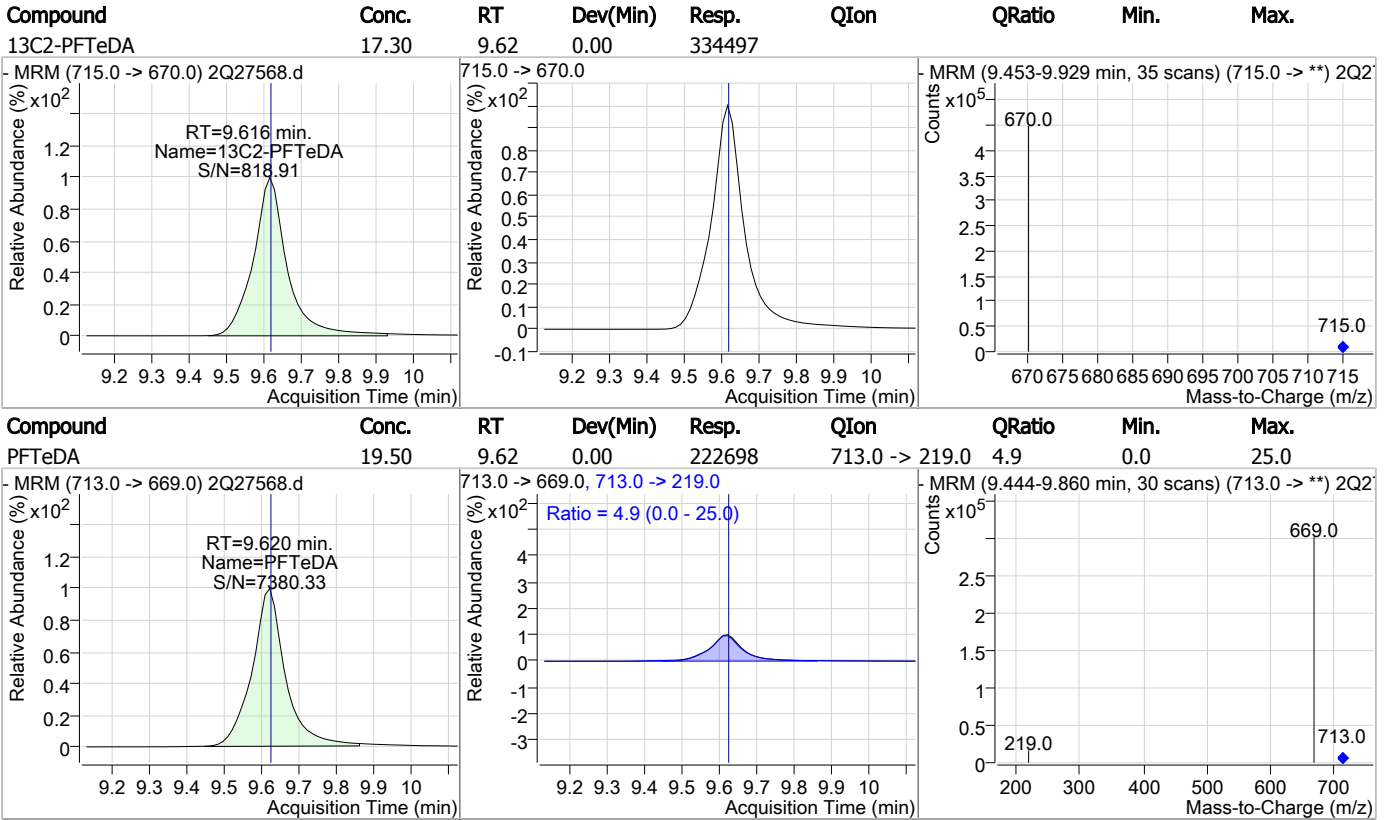 Compound Conc. RT Dev(Min) Resp. QIon QRatio Min. Max.
13C2-PFTeDA 17.30 9.62 0.00 334497
- MRM (715.0 -> 670.0) 2Q27568.d
Relative Abundance (%)
x10²
RT=9.616 min.
Name=13C2-PFTeDA
S/N=818.91
1.2
1
0.8
0.6
0.4
0.2
0
9.2 9.3 9.4 9.5 9.6 9.7 9.8 9.9 10
Acquisition Time (min)
715.0 -> 670.0
Relative Abundance (%)
x10²
0.8
0.7
0.6
0.5
0.4
0.3
0.2
0.1
0
-0.1
9.2 9.3 9.4 9.5 9.6 9.7 9.8 9.9 10
Acquisition Time (min)
- MRM (9.453-9.929 min, 35 scans) (715.0 -> **) 2Q2
Counts
x10⁵
670.0
4
3.5
3
2.5
2
1.5
1
0.5
0
715.0
670 675 680 685 690 695 700 705 710 715
Mass-to-Charge (m/z)
Compound Conc. RT Dev(Min) Resp. QIon QRatio Min. Max.
PFTeDA 19.50 9.62 0.00 222698 713.0 -> 219.0 4.9 0.0 25.0
- MRM (713.0 -> 669.0) 2Q27568.d
Relative Abundance (%)
x10²
RT=9.620 min.
Name=PFTeDA
S/N=7380.33
1.2
1
0.8
0.6
0.4
0.2
0
9.2 9.3 9.4 9.5 9.6 9.7 9.8 9.9 10
Acquisition Time (min)
713.0 -> 669.0, 713.0 -> 219.0
Relative Abundance (%)
x10²
Ratio = 4.9 (0.0 - 25.0)
4
3
2
1
0
-1
-2
-3
9.2 9.3 9.4 9.5 9.6 9.7 9.8 9.9 10
Acquisition Time (min)
- MRM (9.444-9.860 min, 30 scans) (713.0 -> **) 2Q2
Counts
x10⁵
669.0
2.5
2
1.5
1
0.5
0
219.0
713.0
200 300 400 500 600 700
Mass-to-Charge (m/z)